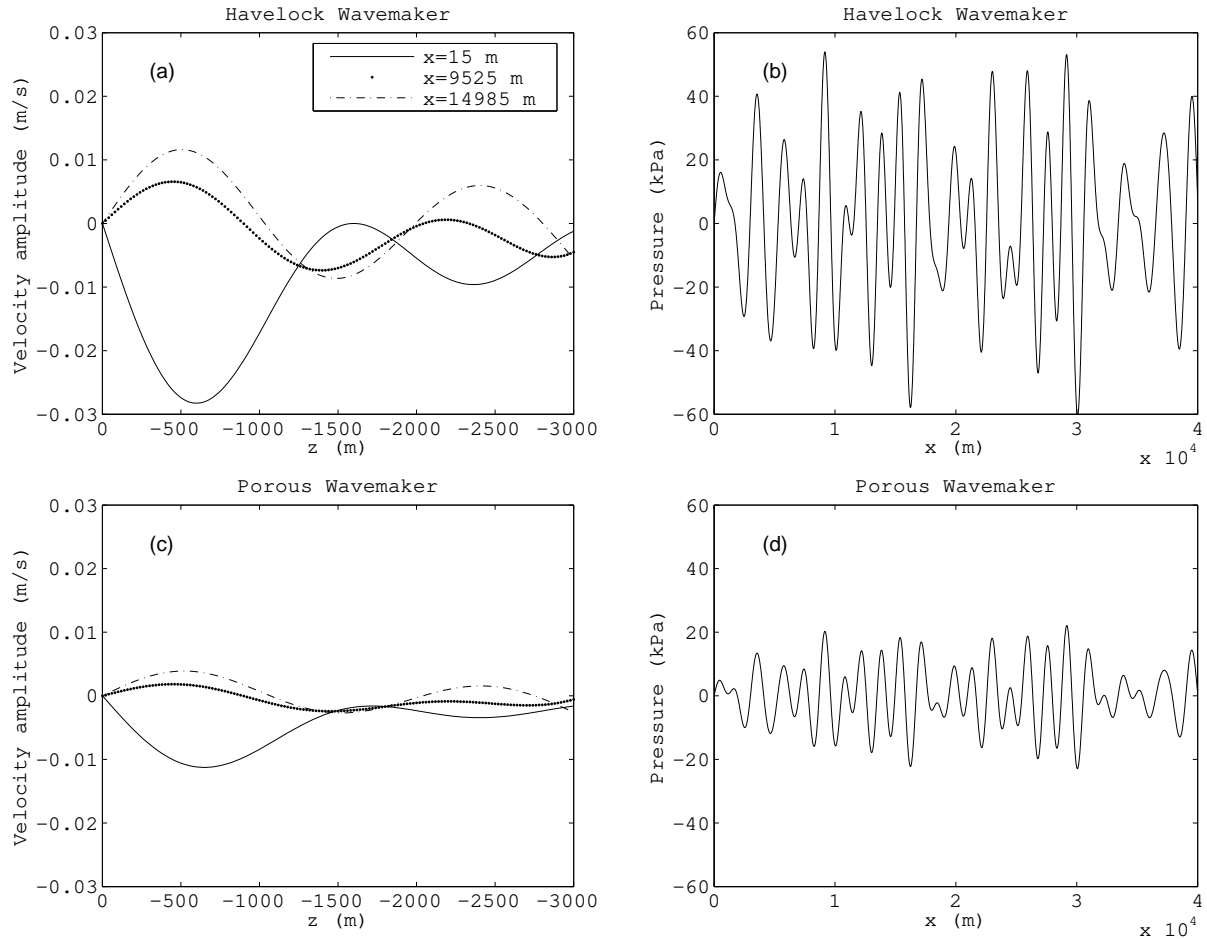 Havelock Wavemaker
0.03
0.02
0.01
0
−0.01
−0.02
−0.03
Velocity amplitude (m/s)
(a)
x=15 m
x=9525 m
x=14985 m
0 −500 −1000 −1500 −2000 −2500 −3000
z (m)
Havelock Wavemaker
60
40
20
0
−20
−40
−60
Pressure (kPa)
(b)
0 1 2 3 4
x (m)
x 10⁴
Porous Wavemaker
0.03
0.02
0.01
0
−0.01
−0.02
−0.03
Velocity amplitude (m/s)
(c)
0 −500 −1000 −1500 −2000 −2500 −3000
z (m)
Porous Wavemaker
60
40
20
0
−20
−40
−60
Pressure (kPa)
(d)
0 1 2 3 4
x (m)
x 10⁴